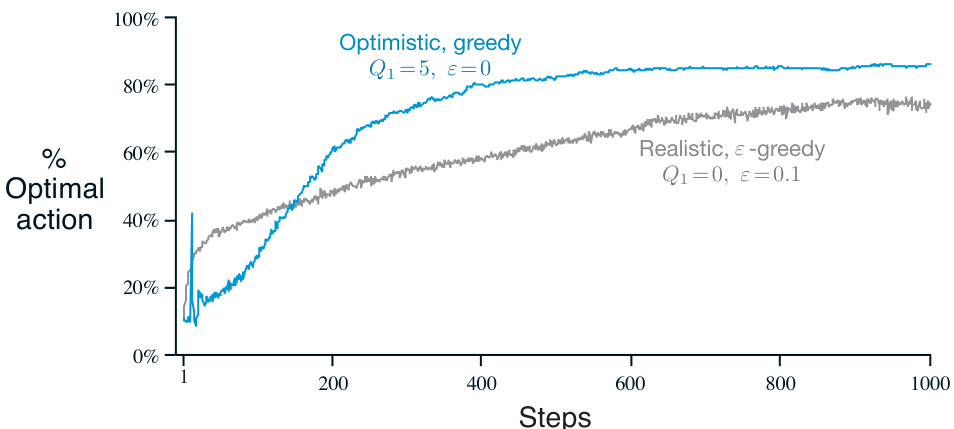 100%
80%
60%
40%
20%
0%
%
Optimal
action
Optimistic, greedy
Q₁=5, ε=0
Realistic, ε-greedy
Q₁=0, ε=0.1
1
200
400
600
800
1000
Steps